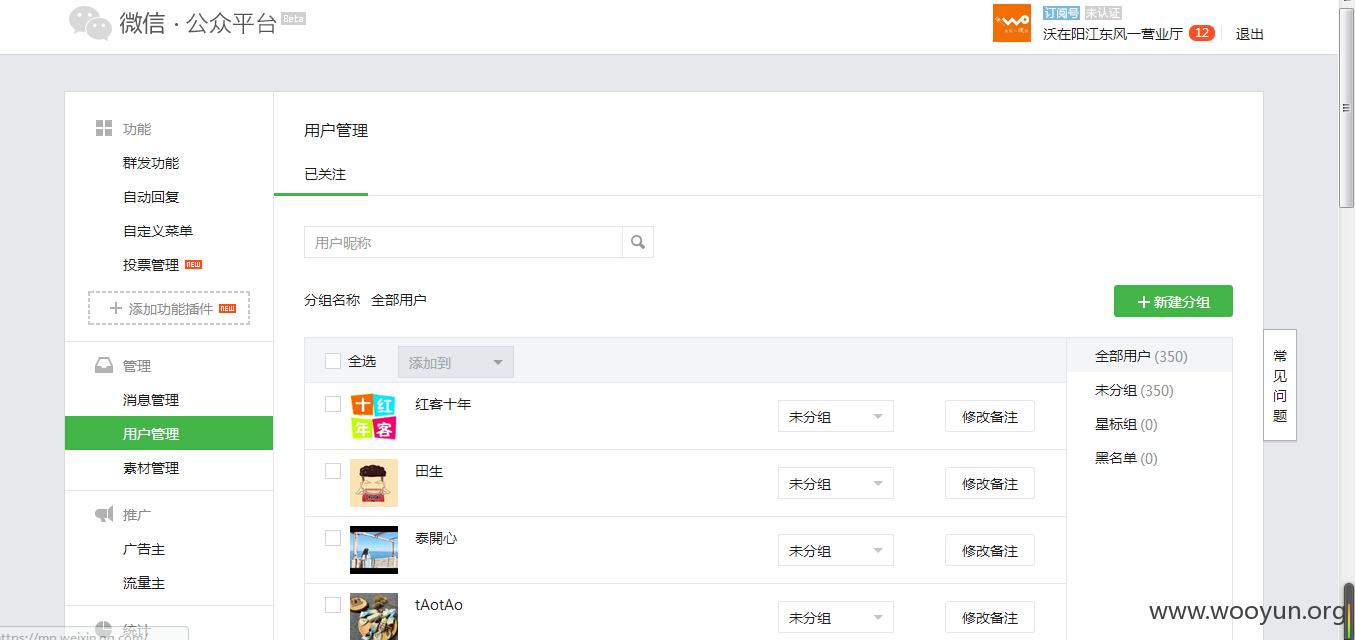 微信 · 公众平台 Beta
订阅号 未认证
沃在阳江东风一营业厅 12 退出
功能
群发功能
自动回复
自定义菜单
投票管理 NEW
+ 添加功能插件 NEW
管理
消息管理
用户管理
素材管理
推广
广告主
流量主
统计
用户管理
已关注
用户昵称
分组名称 全部用户
+ 新建分组
全选 添加到
红客十年 未分组 修改备注
十红
年客
田生 未分组 修改备注
泰開心 未分组 修改备注
tAotAo 未分组 修改备注
全部用户 (350)
未分组 (350)
星标组 (0)
黑名单 (0)
常见问题
www.wooyun.org